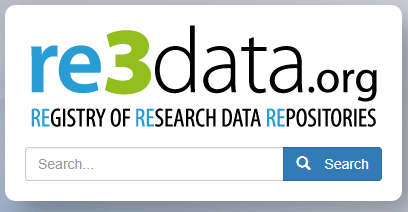 re3data.org
REGISTRY OF RESEARCH DATA REPOSITORIES
Search... Search